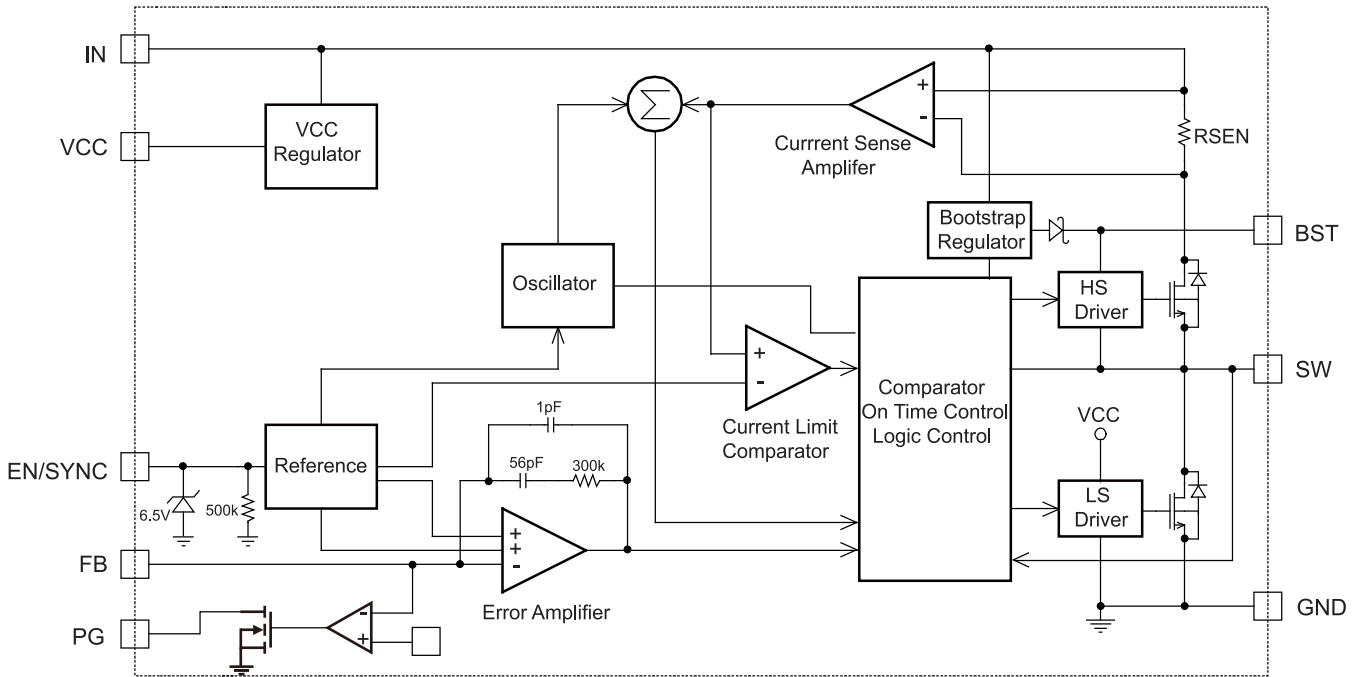 IN
VCC
Regulator
VCC
Σ
+
-
Currrent Sense
Amplifer
RSEN
Bootstrap
Regulator
BST
Oscillator
HS
Driver
+
-
Current Limit
Comparator
Comparator
On Time Control
Logic Control
SW
VCC
1pF
56pF
300k
EN/SYNC
Reference
6.5V
500k
LS
Driver
+
+
-
Error Amplifier
FB
PG
-
+
GND